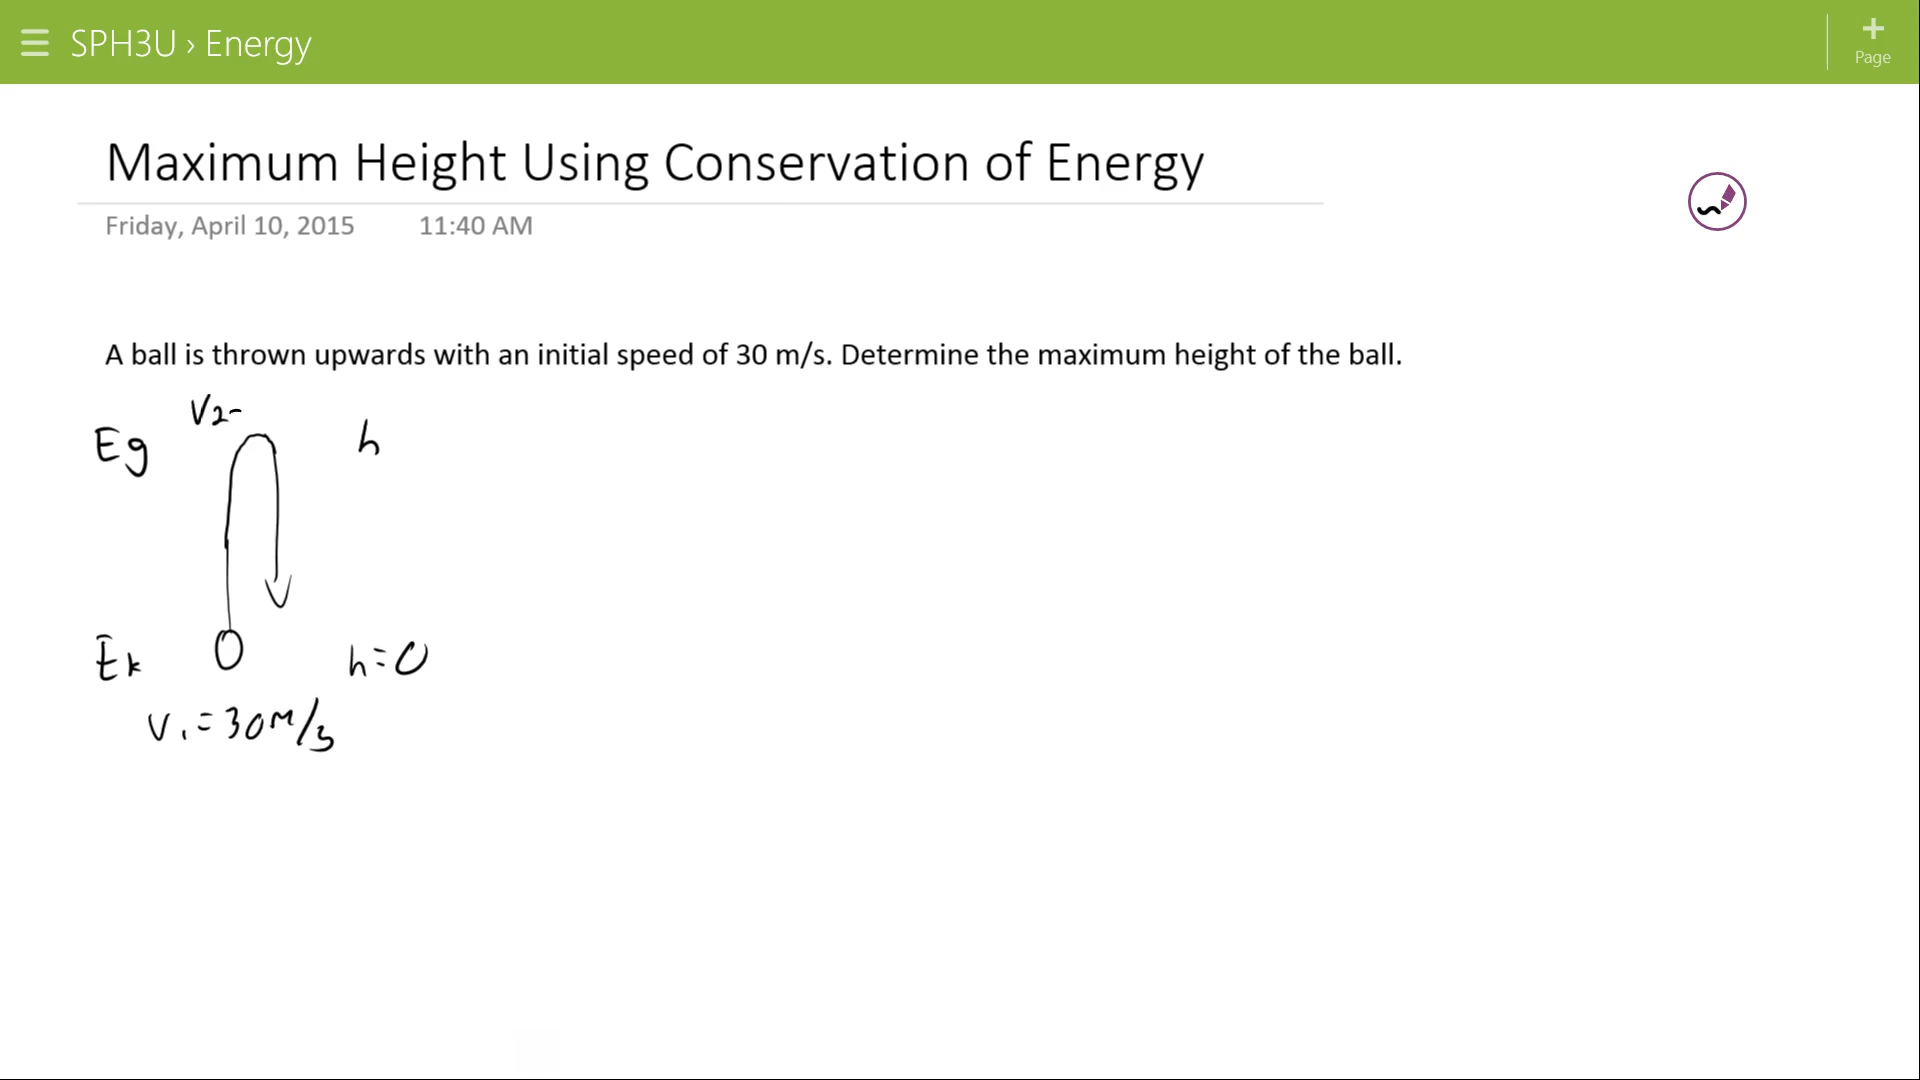 SPH3U › Energy
Page
Maximum Height Using Conservation of Energy
Friday, April 10, 2015 11:40 AM
A ball is thrown upwards with an initial speed of 30 m/s. Determine the maximum height of the ball.
V2-
Eg h
Ek h=0
V1=30m/s